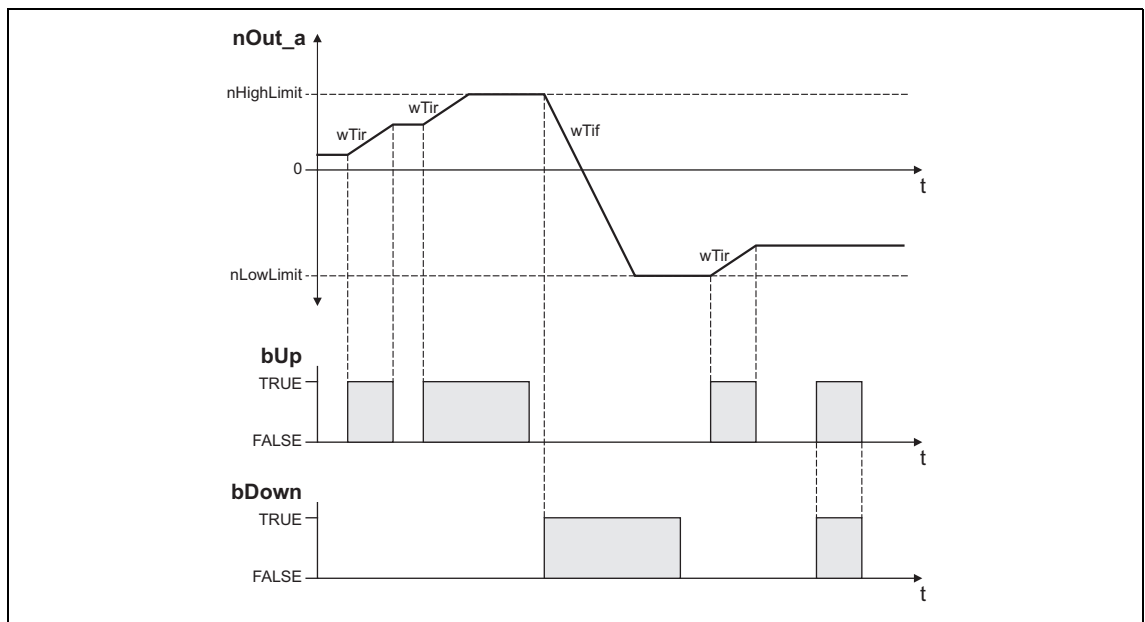 nOut_a
nHighLimit
wTir
wTir
wTif
0
t
wTir
nLowLimit
bUp
TRUE
FALSE
t
bDown
TRUE
FALSE
t